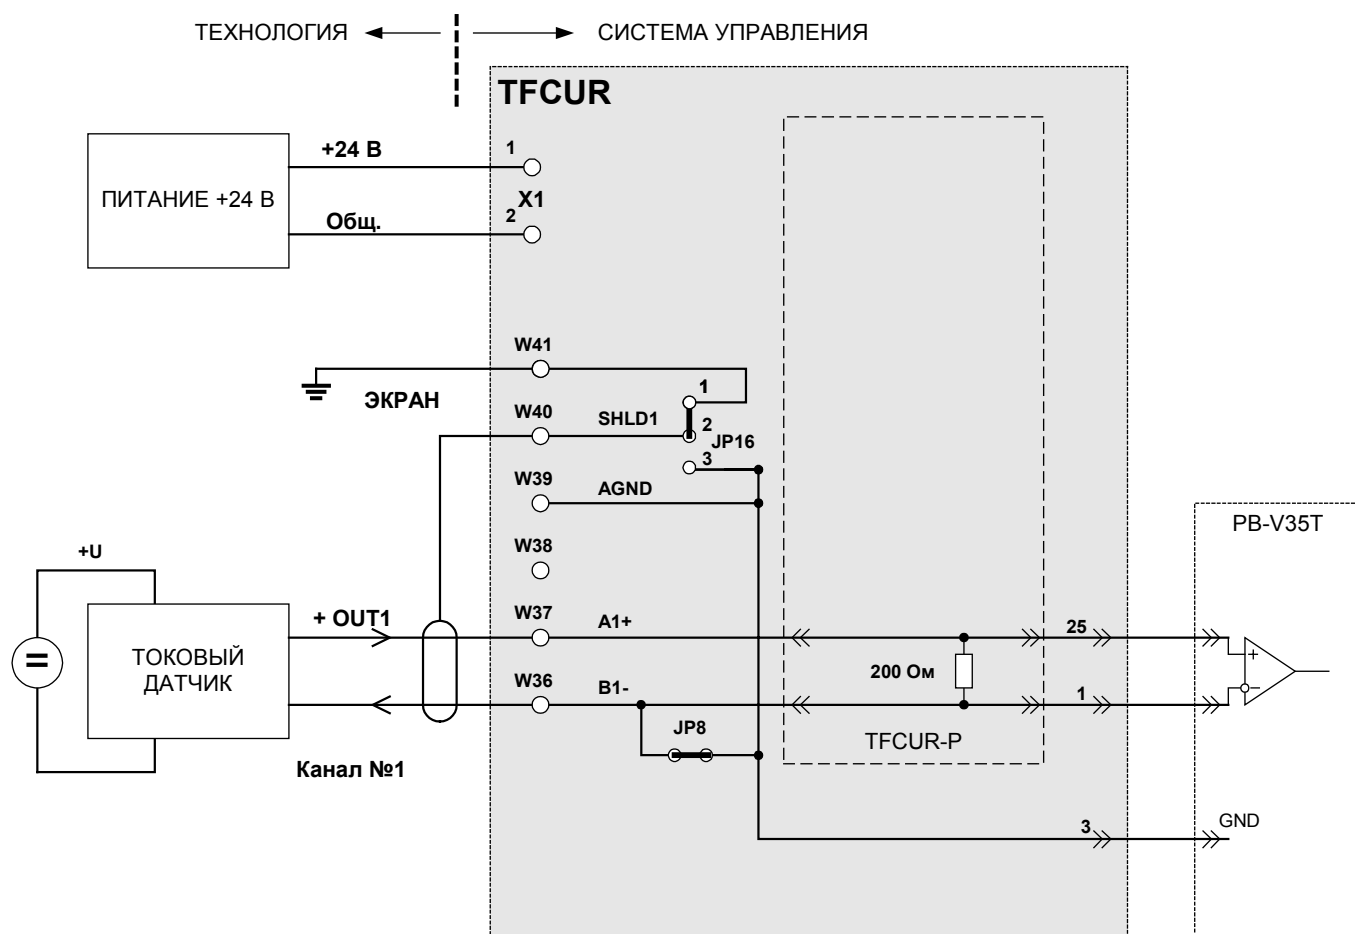 ТЕХНОЛОГИЯ
СИСТЕМА УПРАВЛЕНИЯ
TFCUR
ПИТАНИЕ +24 В
+24 В
1
X1
Общ.
2
W41
ЭКРАН
1
W40
SHLD1
2
JP16
3
W39
AGND
W38
PB-V35T
+U
ТОКОВЫЙ
ДАТЧИК
+ OUT1
W37
A1+
25
+
200 Ом
W36
B1-
1
JP8
TFCUR-P
Канал №1
3
GND